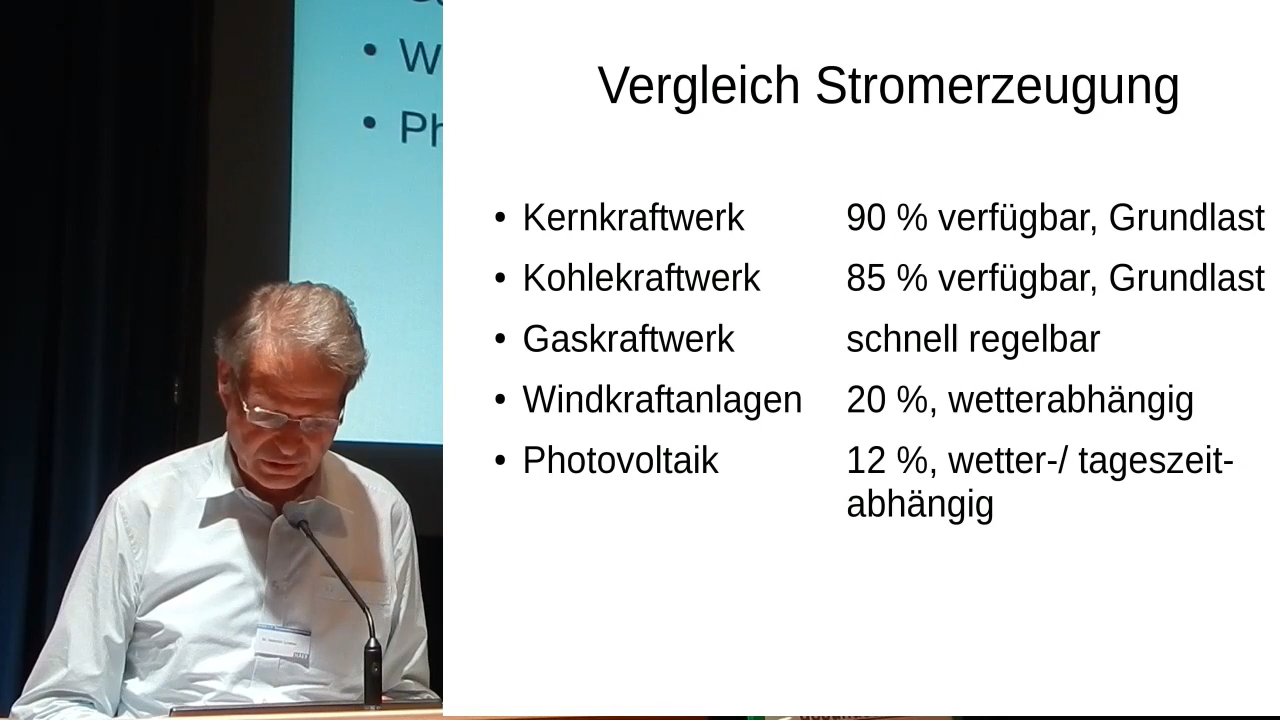 W
Ph
Vergleich Stromerzeugung
• Kernkraftwerk 90 % verfügbar, Grundlast
• Kohlekraftwerk 85 % verfügbar, Grundlast
• Gaskraftwerk schnell regelbar
• Windkraftanlagen 20 %, wetterabhängig
• Photovoltaik 12 %, wetter-/ tageszeit-
abhängig